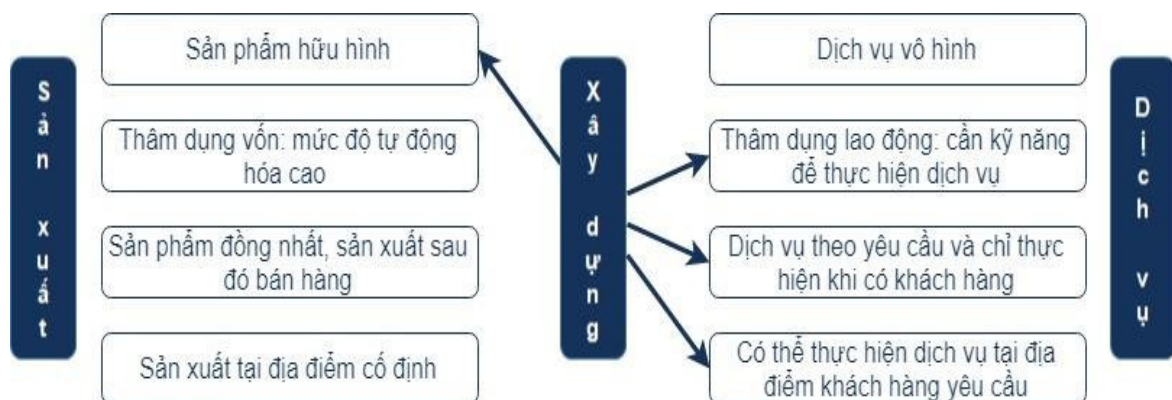 Sản xuất
Sản phẩm hữu hình
Thâm dụng vốn: mức độ tự động
hóa cao
Sản phẩm đồng nhất, sản xuất sau
đó bán hàng
Sản xuất tại địa điểm cố định
Xây dựng
Dịch vụ vô hình
Thâm dụng lao động: cần kỹ năng
để thực hiện dịch vụ
Dịch vụ theo yêu cầu và chỉ thực
hiện khi có khách hàng
Có thể thực hiện dịch vụ tại địa
điểm khách hàng yêu cầu
Dịch vụ